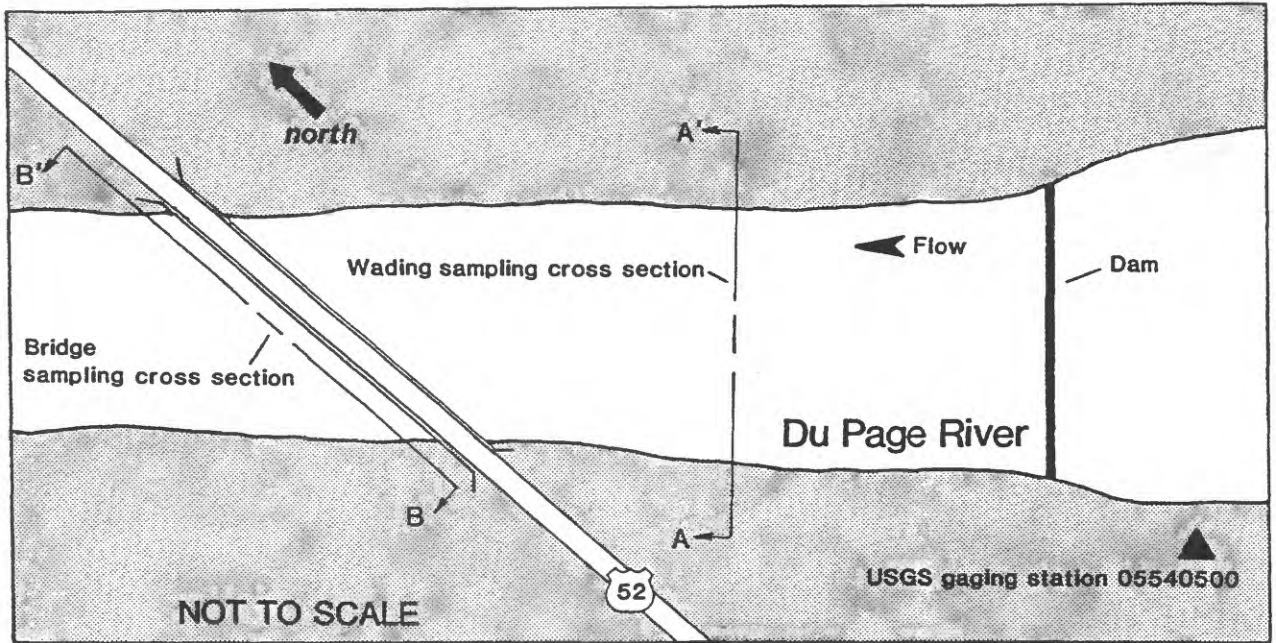 north
B'
A'
Flow
Wading sampling cross section
Dam
Bridge
sampling cross section
Du Page River
B
A
USGS gaging station 05540500
52
NOT TO SCALE